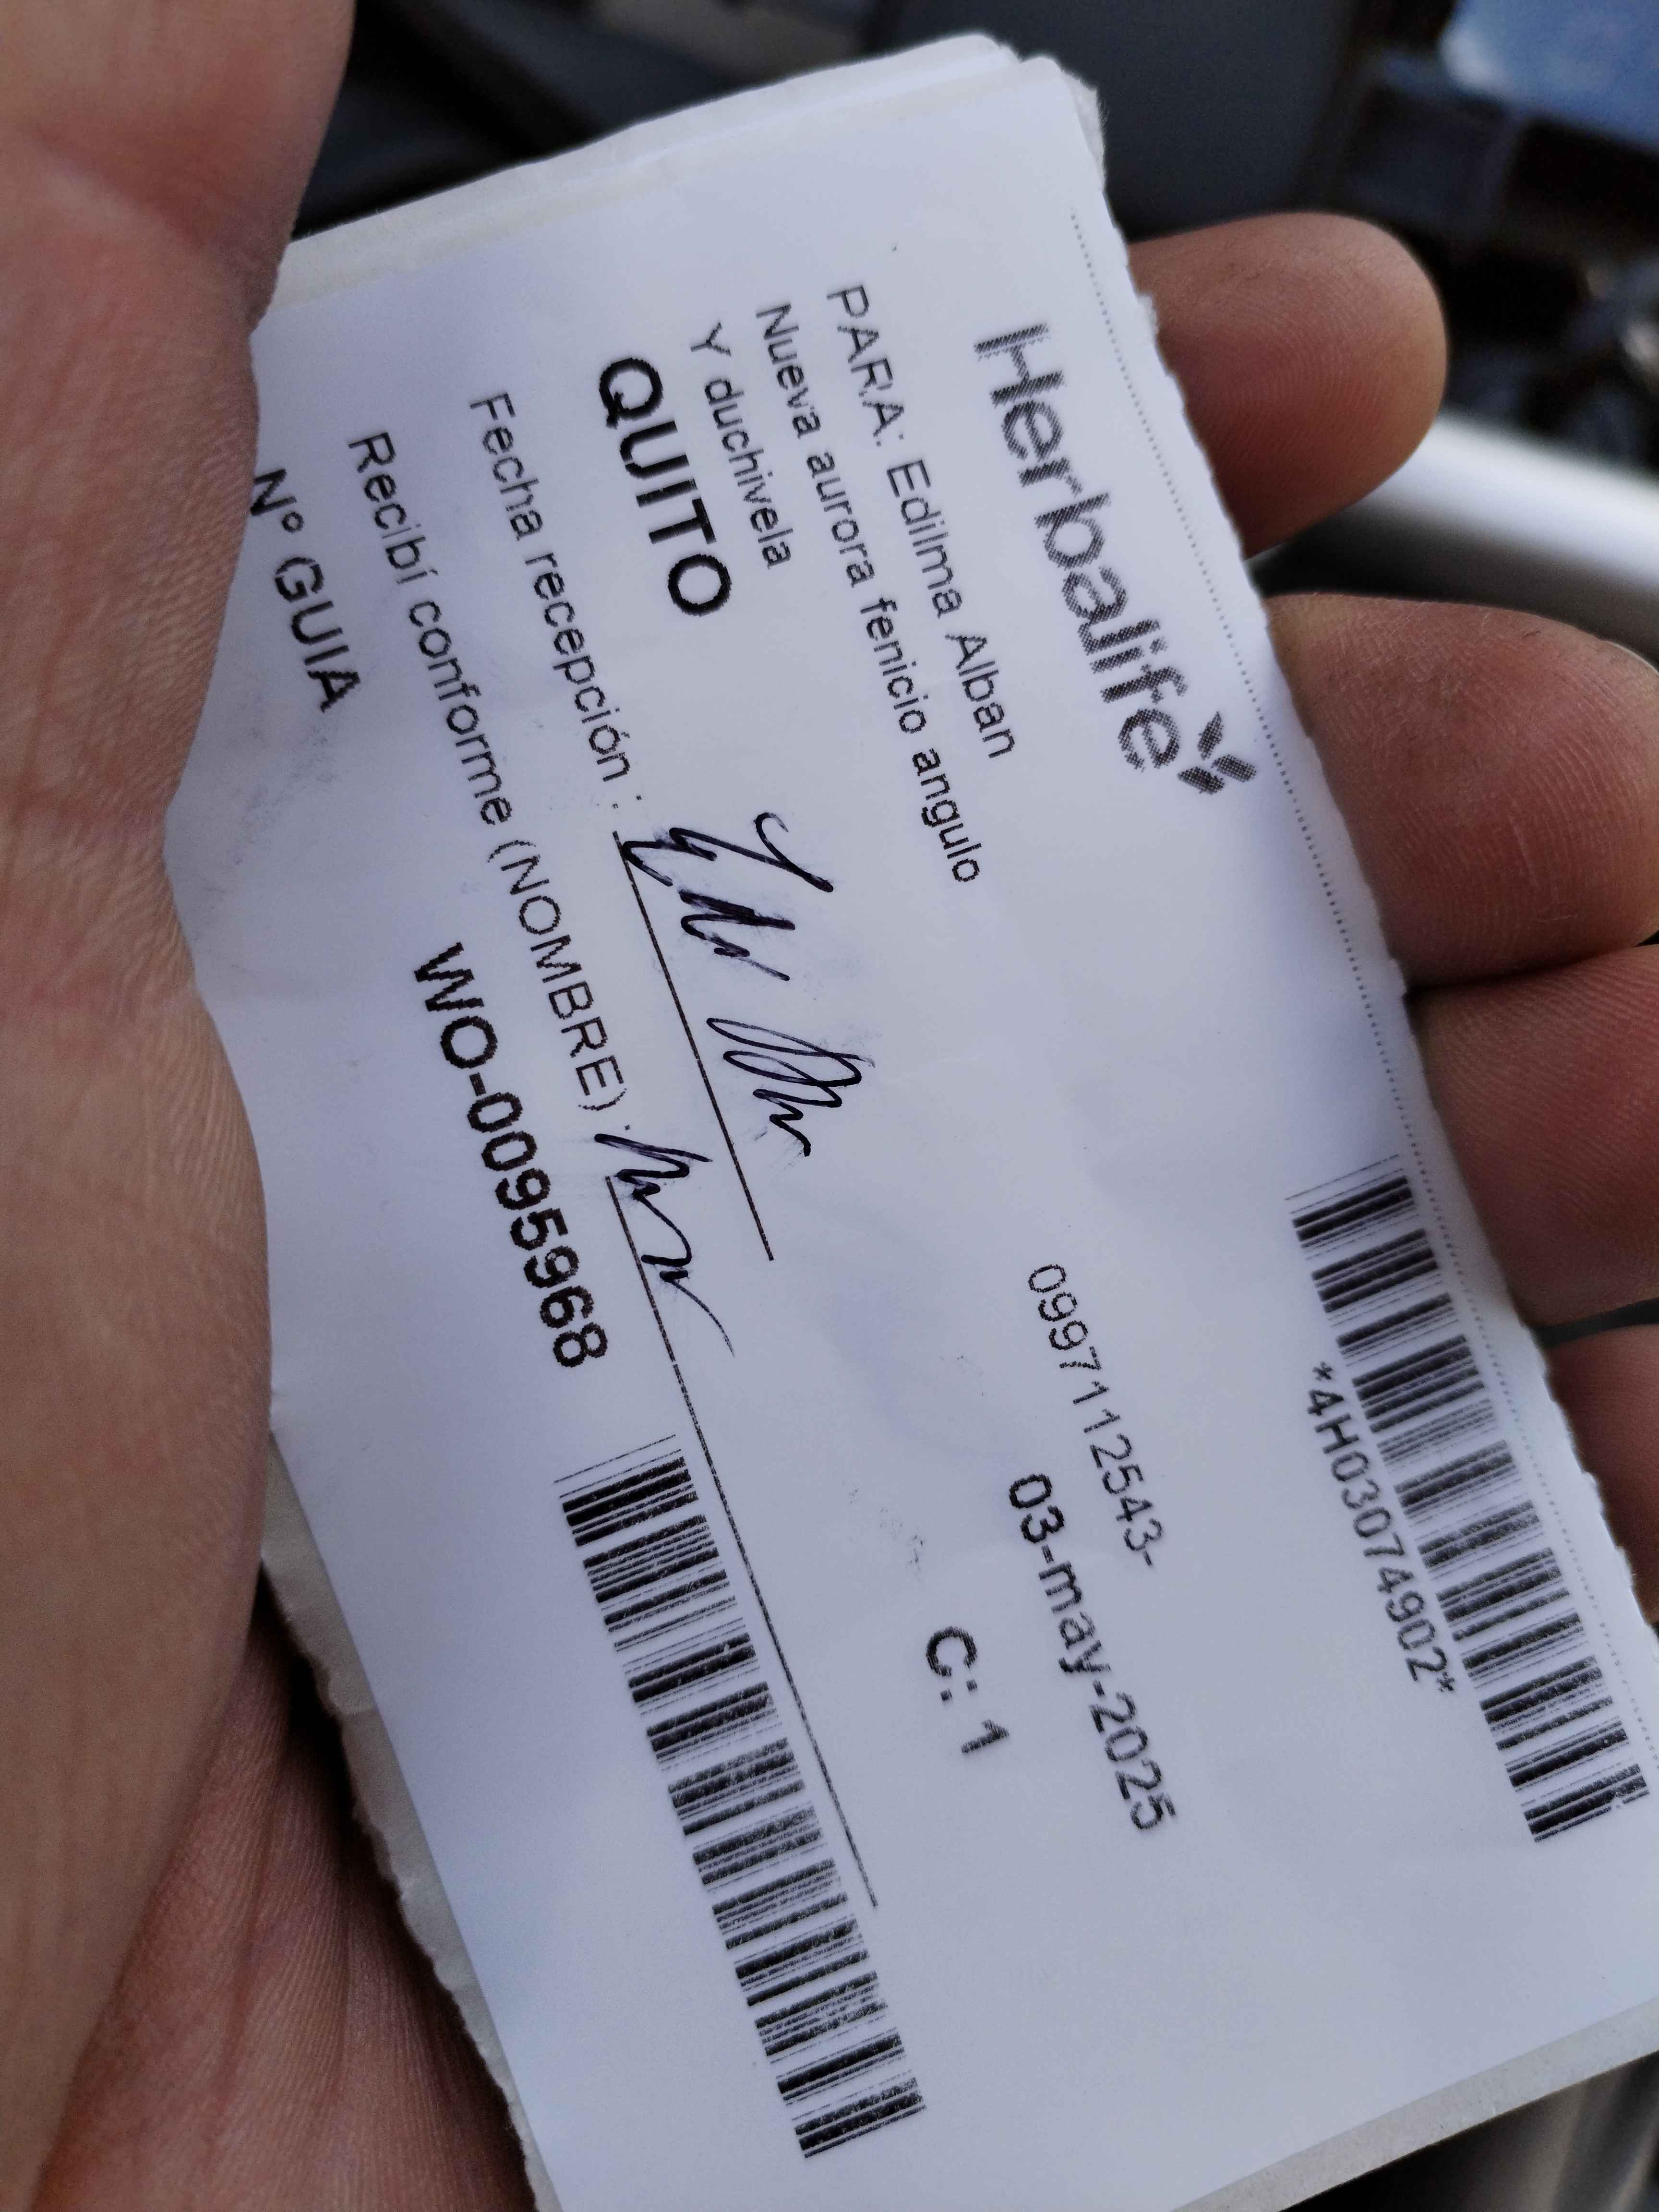 Herbalife
*4H03074902*
PARA: Edilma Alban
0997112543-
Nueva aurora fenicio angulo
03-may-2025
Y duchivela
QUITO
C: 1
Fecha recepción :
Recibí conforme (NOMBRE) :
Nº GUIA
WO-0095968